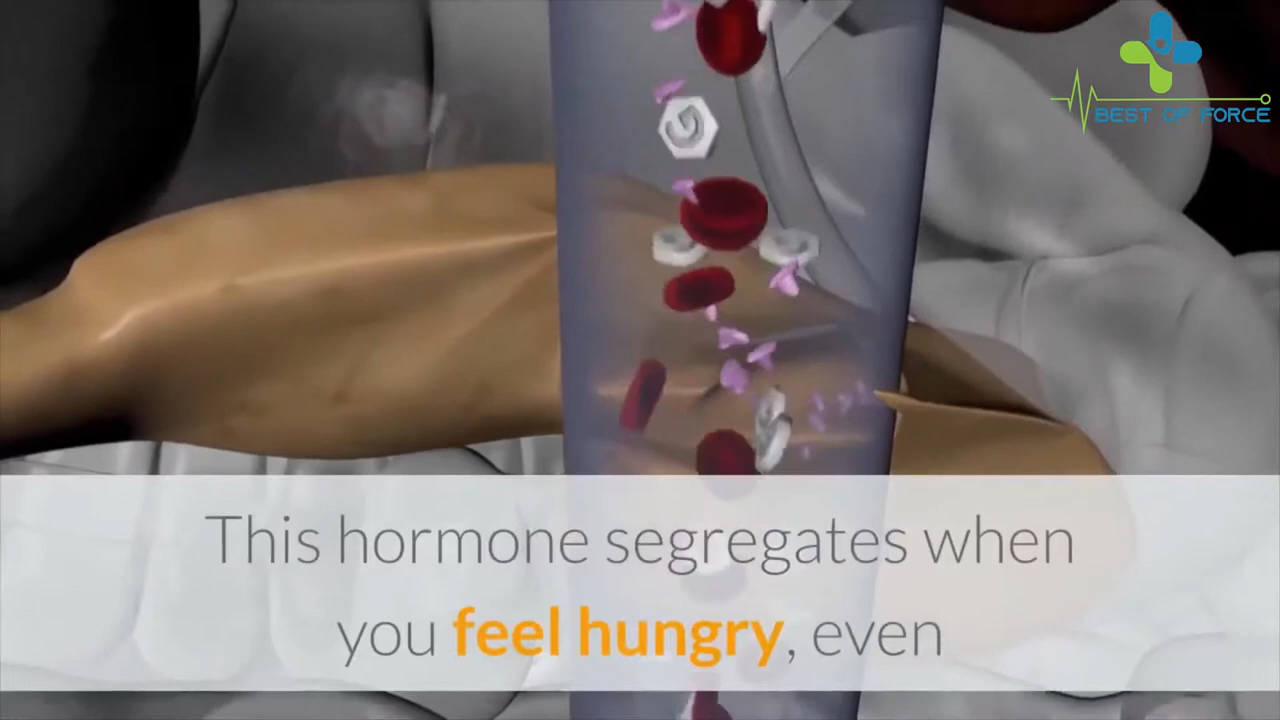 BEST OF FORCE
This hormone segregates when
you feel hungry, even